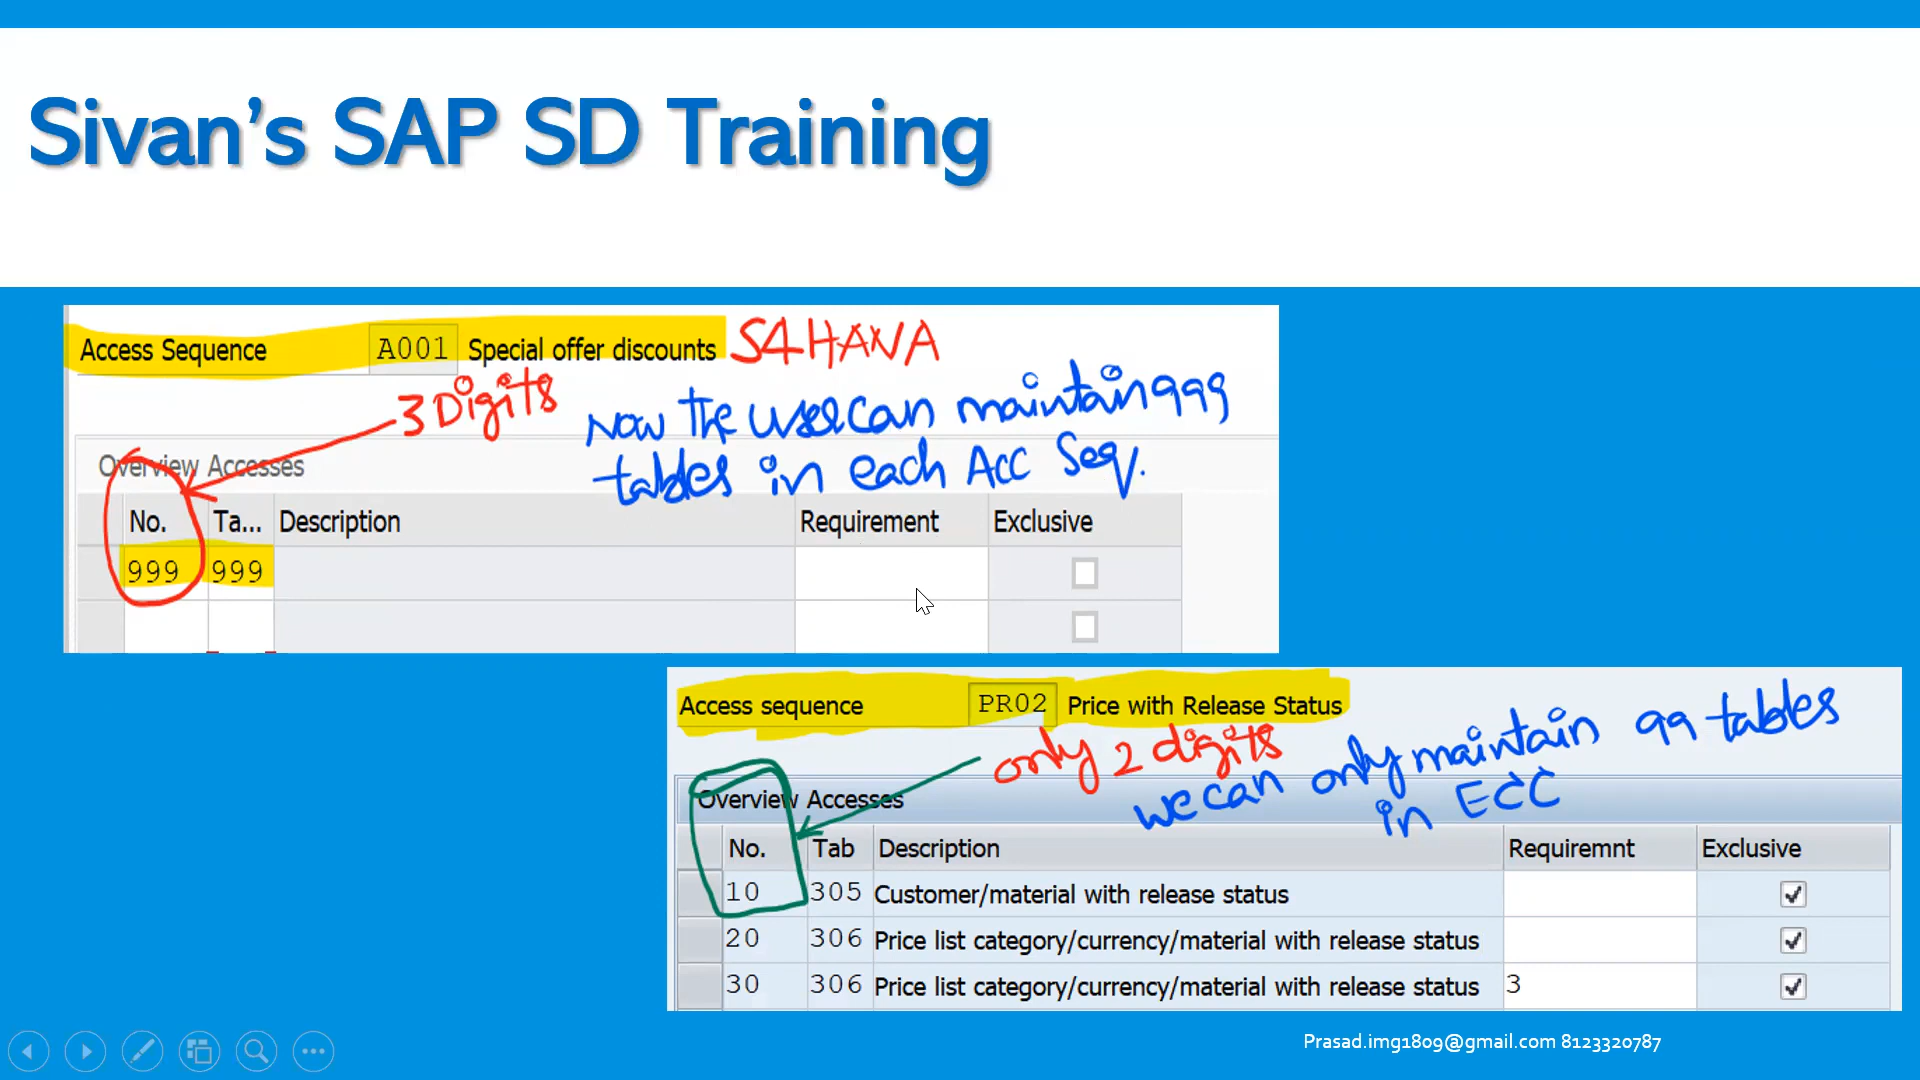 Sivan's SAP SD Training
Access Sequence A001 Special offer discounts S4HANA
3 Digits
Now the user can maintain 999
tables in each Acc Seq.
Overview Accesses
No. Ta... Description Requirement Exclusive
999 999
Access sequence PR02 Price with Release Status
only 2 digits
we can only maintain 99 tables
in ECC
Overview Accesses
No. Tab Description Requiremnt Exclusive
10 305 Customer/material with release status
20 306 Price list category/currency/material with release status
30 306 Price list category/currency/material with release status 3
Prasad.img1809@gmail.com 8123320787